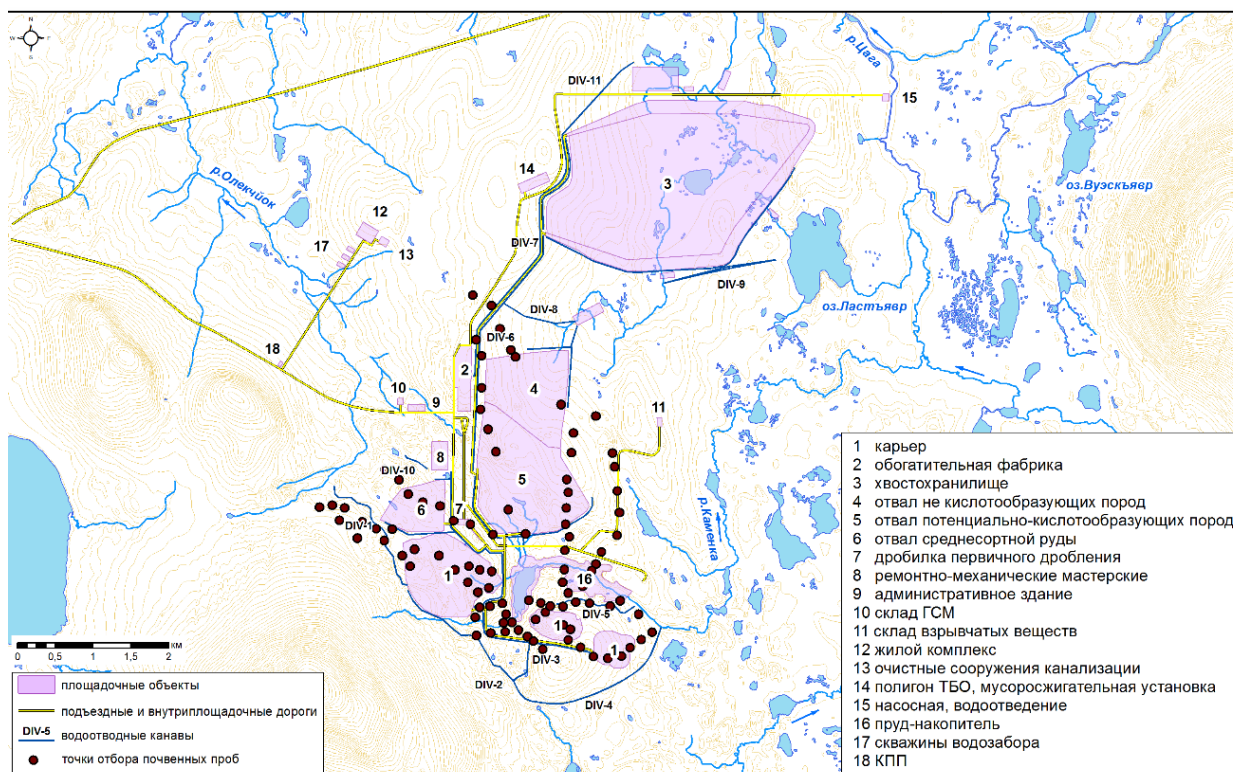 N
W
E
S
DIV-11
р.Цага
15
14
3
оз.Вуэскъявр
р.Олекчйок
12
17
13
DIV-7
DIV-9
оз.Ластъявр
DIV-8
DIV-6
18
2
4
10
9
11
8
DIV-10
5
6
7
р.Каменка
DIV-1
1
16
DIV-5
1
1
DIV-3
DIV-2
DIV-4
0 0,5 1 2
км
площадочные объекты
подъездные и внутриплощадочные дороги
DIV-5 водоотводные канавы
точки отбора почвенных проб
1 карьер
2 обогатительная фабрика
3 хвостохранилище
4 отвал не кислотообразующих пород
5 отвал потенциально-кислотообразующих пород
6 отвал среднесортной руды
7 дробилка первичного дробления
8 ремонтно-механические мастерские
9 административное здание
10 склад ГСМ
11 склад взрывчатых веществ
12 жилой комплекс
13 очистные сооружения канализации
14 полигон ТБО, мусоросжигательная установка
15 насосная, водоотведение
16 пруд-накопитель
17 скважины водозабора
18 КПП